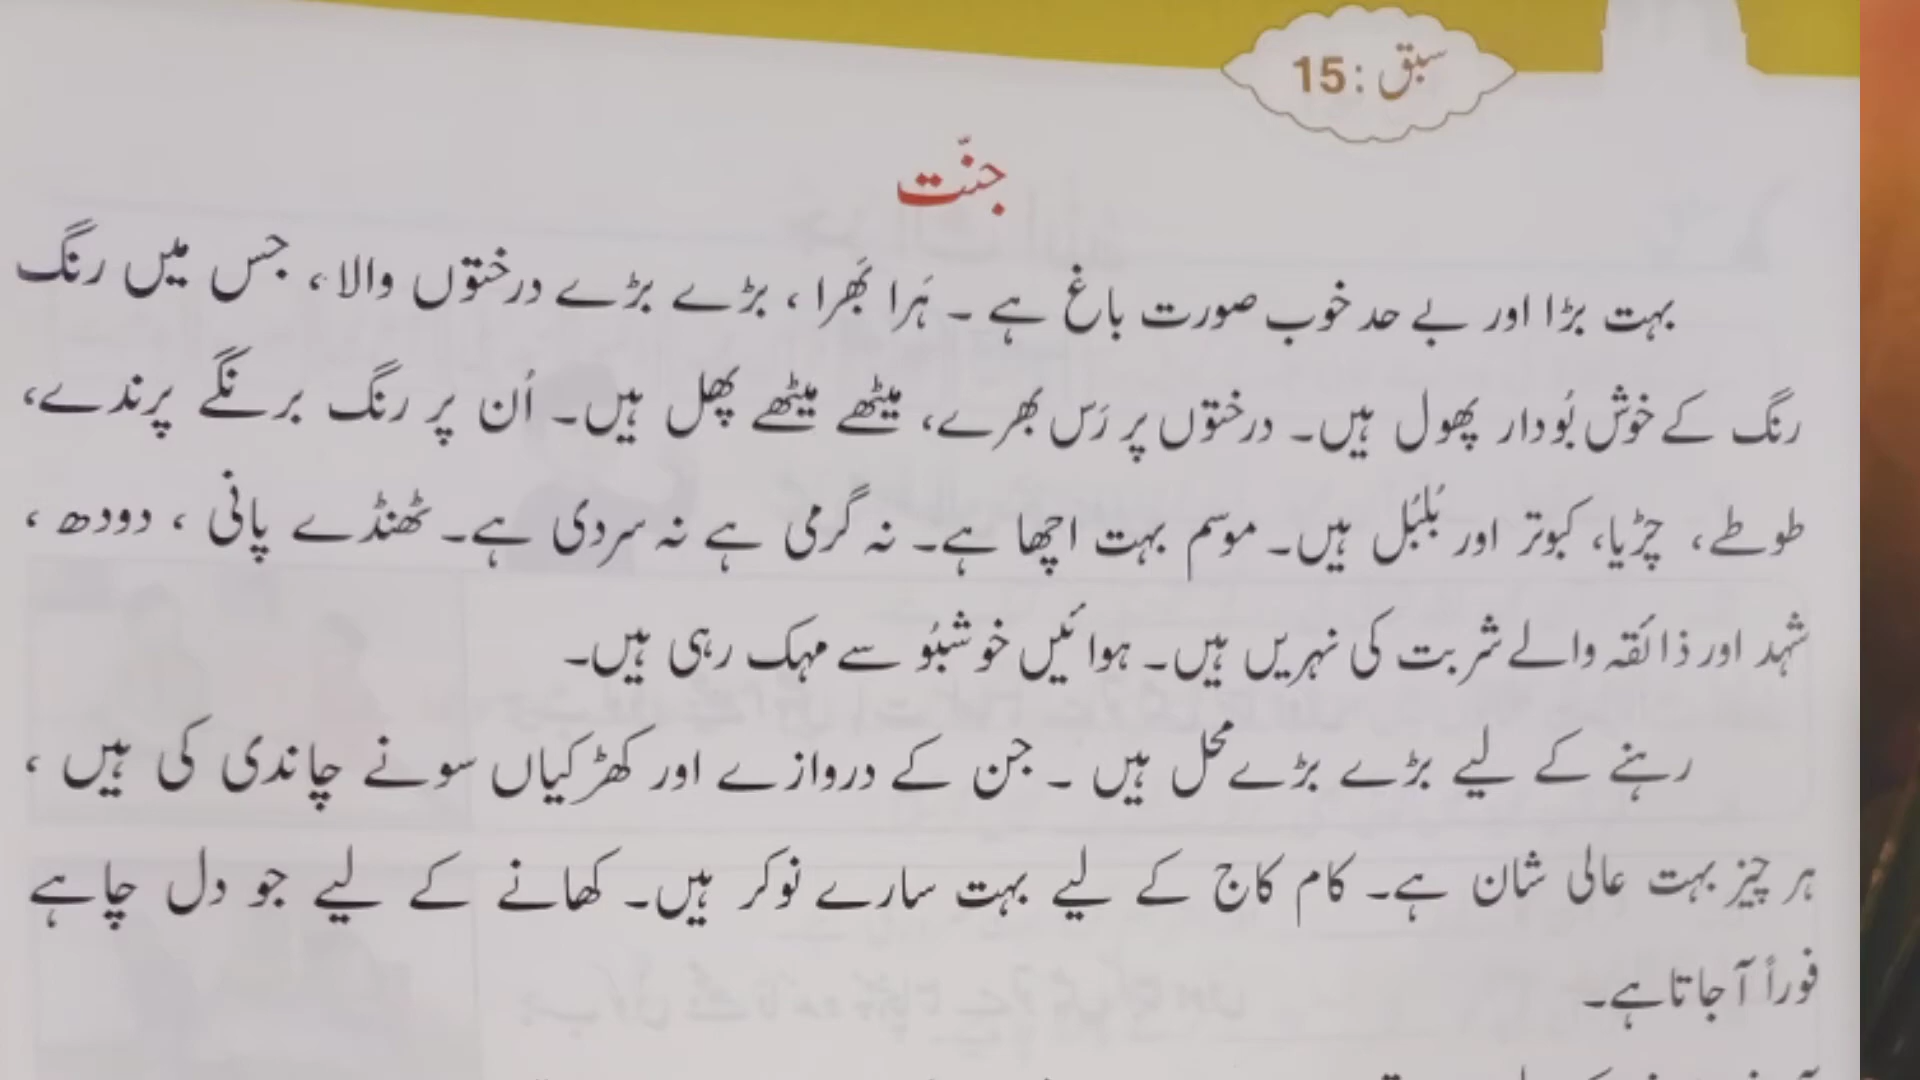 سبق : 15
جنّت
بہت بڑا اور بے حد خوب صورت باغ ہے ۔ ہَرا بَھرا ، بڑے بڑے درختوں والا ، جس میں رنگ
رنگ کے خوش بُودار پھول ہیں۔ درختوں پر رَس بھرے، میٹھے میٹھے پھل ہیں۔ اُن پر رنگ برنگے پرندے،
طوطے، چڑیا، کبوتر اور بُلبُل ہیں۔ موسم بہت اچھا ہے۔ نہ گرمی ہے نہ سردی ہے۔ ٹھنڈے پانی ، دودھ ،
شہد اور ذائقہ والے شربت کی نہریں ہیں۔ ہوائیں خوشبُو سے مہک رہی ہیں۔
رہنے کے لیے بڑے بڑے محل ہیں ۔ جن کے دروازے اور کھڑکیاں سونے چاندی کی ہیں ،
ہر چیز بہت عالی شان ہے۔ کام کاج کے لیے بہت سارے نوکر ہیں۔ کھانے کے لیے جو دل چاہے
فوراً آجاتا ہے۔